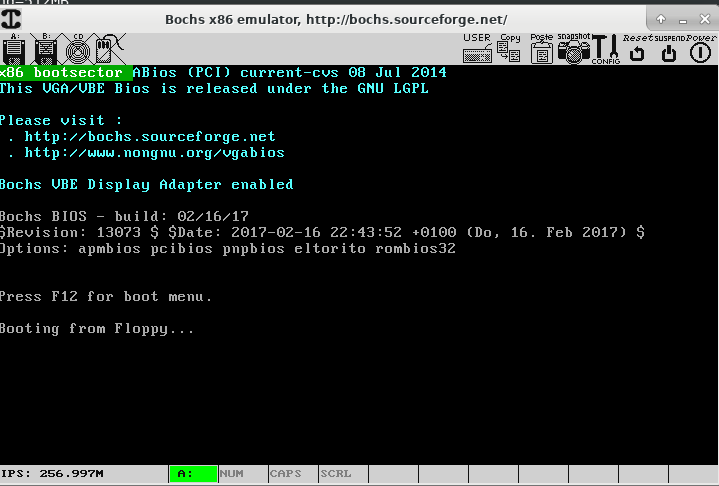 Bochs x86 emulator, http://bochs.sourceforge.net/
A: B: CD USER Copy Paste snapshot CONFIG Reset SUSPEND Power
x86 bootsector ABios (PCI) current-cvs 08 Jul 2014
This VGA/VBE Bios is released under the GNU LGPL
Please visit :
. http://bochs.sourceforge.net
. http://www.nongnu.org/vgabios
Bochs VBE Display Adapter enabled
Bochs BIOS - build: 02/16/17
$Revision: 13073 $ $Date: 2017-02-16 22:43:52 +0100 (Do, 16. Feb 2017) $
Options: apmbios pcibios pnpbios eltorito rombios32
Press F12 for boot menu.
Booting from Floppy...
IPS: 256.997M A: NUM CAPS SCRL